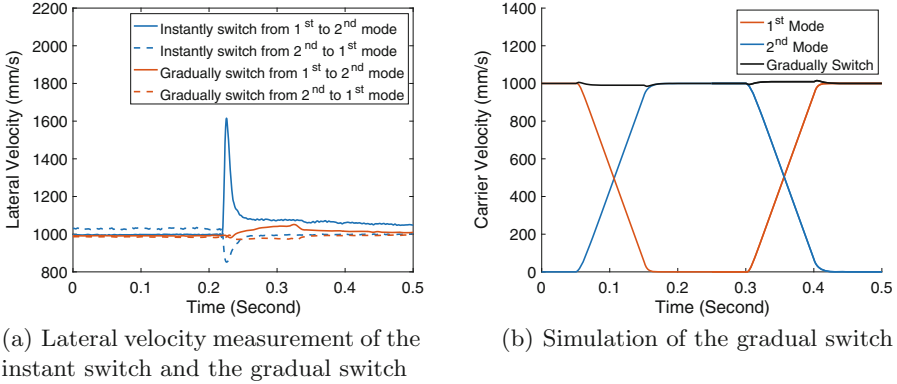 2200
2000
1800
1600
1400
1200
1000
800
Lateral Velocity (mm/s)
Instantly switch from 1st to 2nd mode
Instantly switch from 2nd to 1st mode
Gradually switch from 1st to 2nd mode
Gradually switch from 2nd to 1st mode
0 0.1 0.2 0.3 0.4 0.5
Time (Second)
(a) Lateral velocity measurement of the
instant switch and the gradual switch
1400
1200
1000
800
600
400
200
0
Carrier Velocity (mm/s)
1st Mode
2nd Mode
Gradually Switch
0 0.1 0.2 0.3 0.4 0.5
Time (Second)
(b) Simulation of the gradual switch